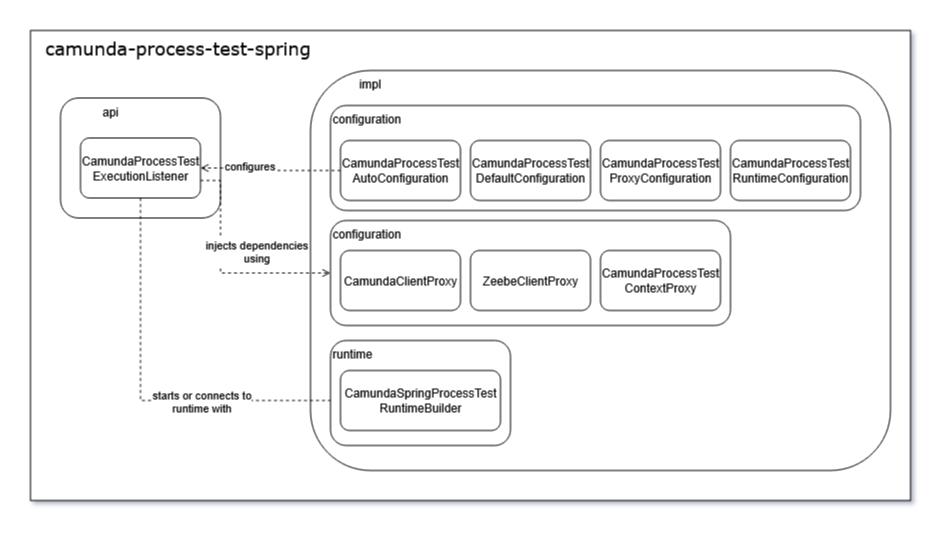 camunda-process-test-spring
impl
api
configuration
CamundaProcessTest
ExecutionListener
configures
CamundaProcessTest
AutoConfiguration
CamundaProcessTest
DefaultConfiguration
CamundaProcessTest
ProxyConfiguration
CamundaProcessTest
RuntimeConfiguration
injects dependencies
using
configuration
CamundaClientProxy
ZeebeClientProxy
CamundaProcessTest
ContextProxy
runtime
starts or connects to
runtime with
CamundaSpringProcessTest
RuntimeBuilder